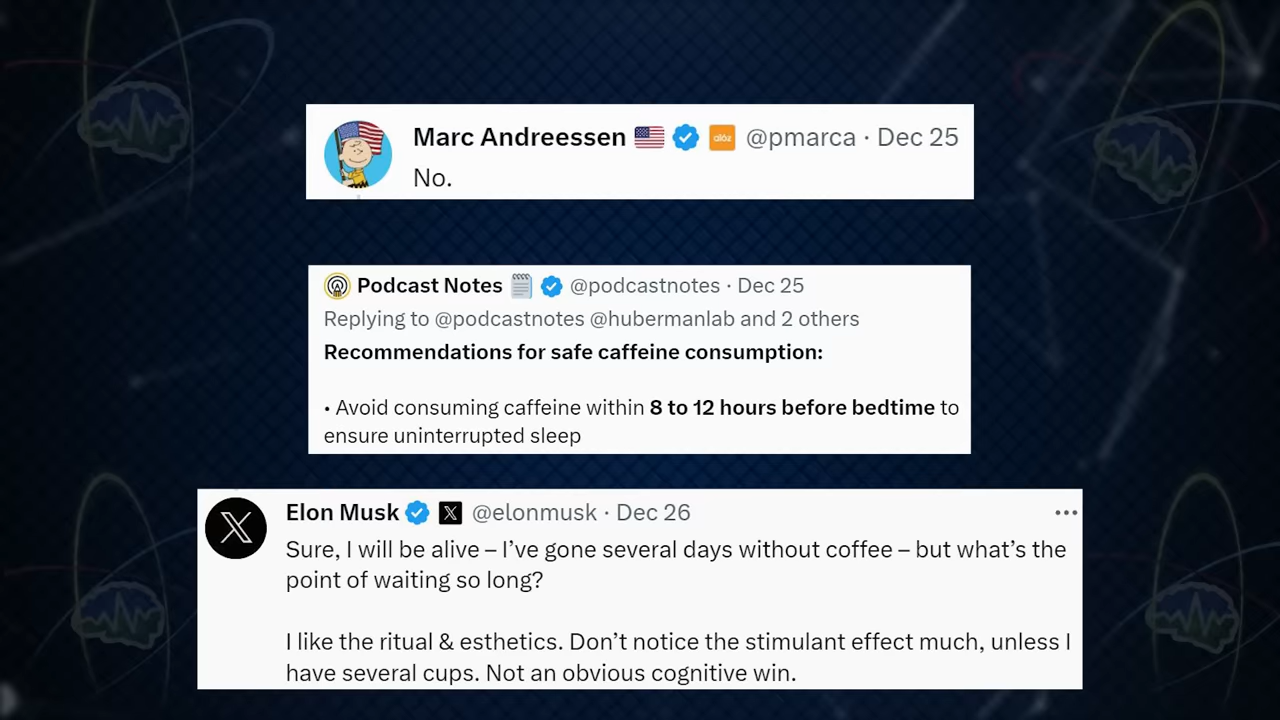 Marc Andreessen 🇺🇸 @pmarca · Dec 25
No.
Podcast Notes 🗒️ @podcastnotes · Dec 25
Replying to @podcastnotes @hubermanlab and 2 others
Recommendations for safe caffeine consumption:
• Avoid consuming caffeine within 8 to 12 hours before bedtime to
ensure uninterrupted sleep
Elon Musk @elonmusk · Dec 26
Sure, I will be alive – I’ve gone several days without coffee – but what’s the
point of waiting so long?
I like the ritual & esthetics. Don’t notice the stimulant effect much, unless I
have several cups. Not an obvious cognitive win.